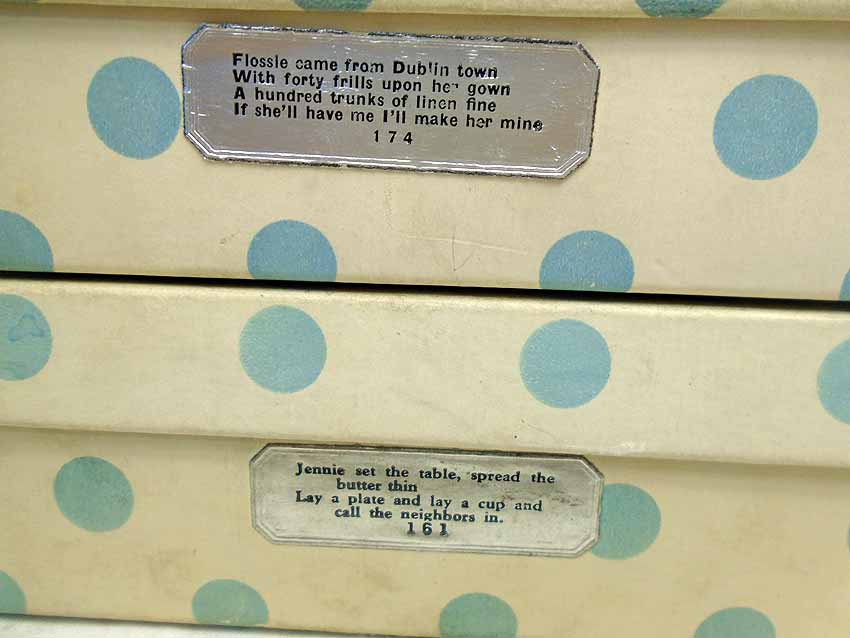 Flossie came from Dublin town
With forty frills upon her gown
A hundred trunks of linen fine
If she'll have me I'll make her mine
174
Jennie set the table, spread the
butter thin
Lay a plate and lay a cup and
call the neighbors in.
161